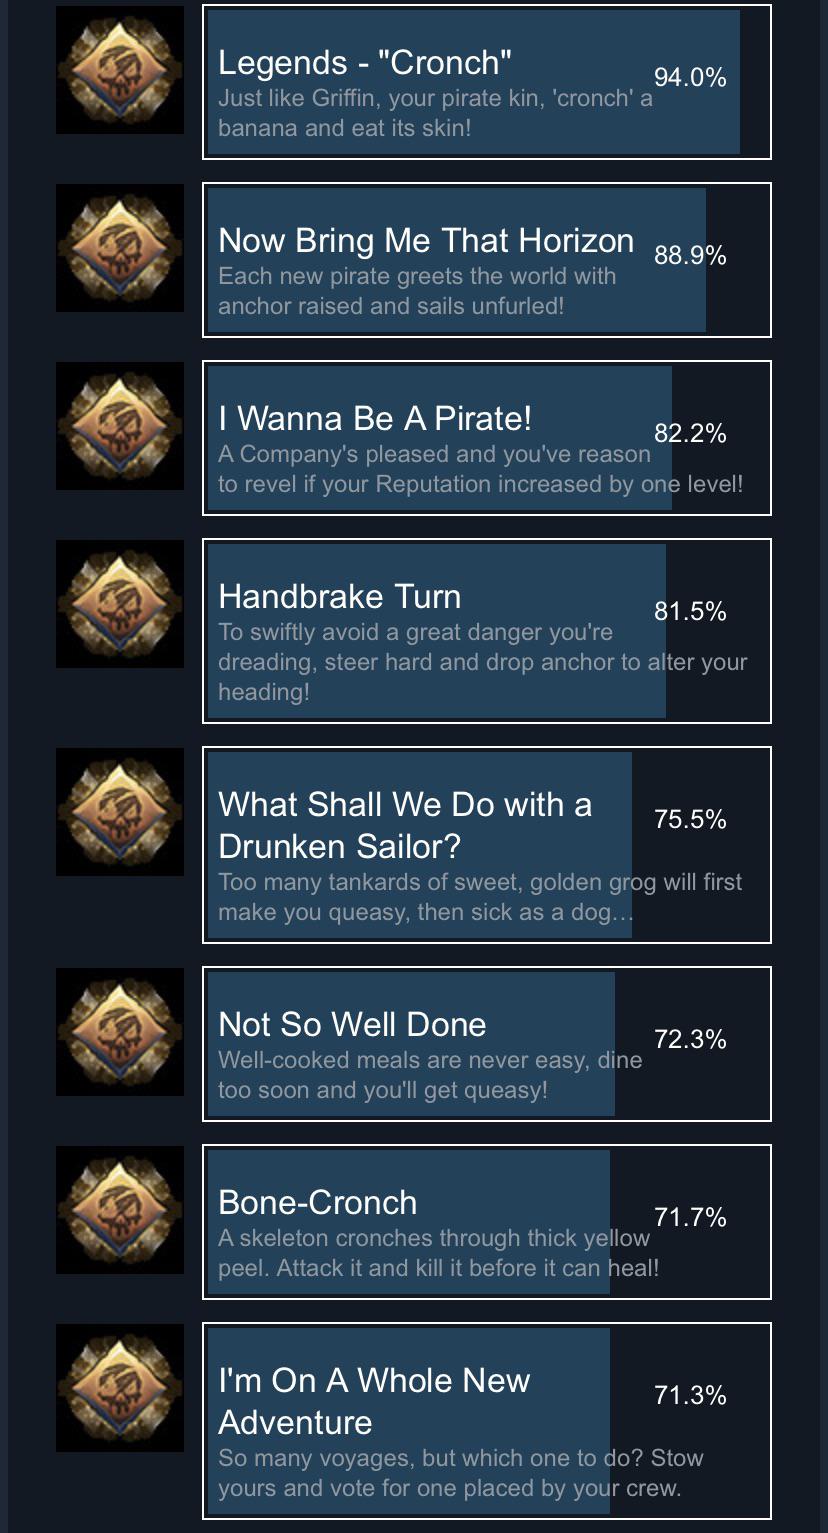 Legends - "Cronch"
94.0%
Just like Griffin, your pirate kin, 'cronch' a
banana and eat its skin!
Now Bring Me That Horizon
88.9%
Each new pirate greets the world with
anchor raised and sails unfurled!
I Wanna Be A Pirate!
82.2%
A Company's pleased and you've reason
to revel if your Reputation increased by one level!
Handbrake Turn
81.5%
To swiftly avoid a great danger you're
dreading, steer hard and drop anchor to alter your
heading!
What Shall We Do with a
75.5%
Drunken Sailor?
Too many tankards of sweet, golden grog will first
make you queasy, then sick as a dog…
Not So Well Done
72.3%
Well-cooked meals are never easy, dine
too soon and you'll get queasy!
Bone-Cronch
71.7%
A skeleton cronches through thick yellow
peel. Attack it and kill it before it can heal!
I'm On A Whole New
71.3%
Adventure
So many voyages, but which one to do? Stow
yours and vote for one placed by your crew.